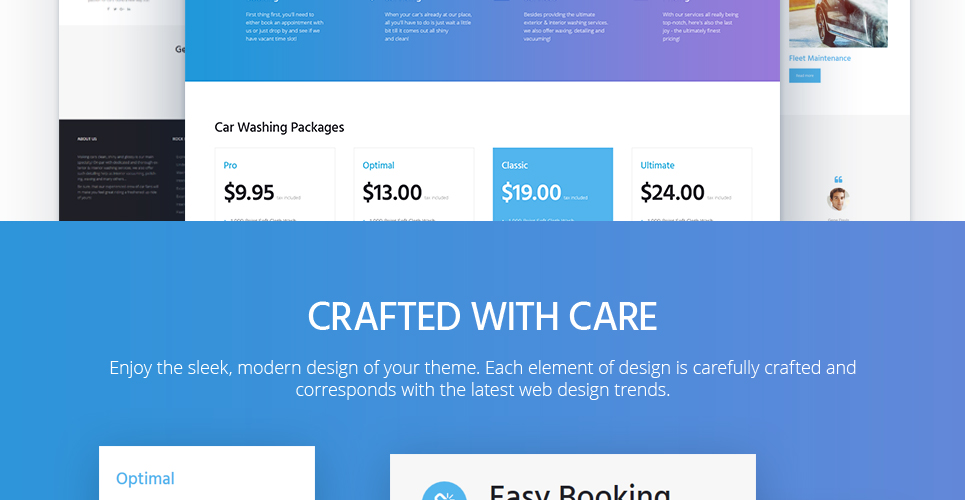 First thing first, you'll need to
either book an appointment with
us or just drop by and see if we
have vacant time slot!
When your car's already at our place,
all you'll have to do is just wait a little
bit till it comes out all shiny
and clean!
Besides providing the ultimate
exterior & interior washing services,
we also offer waxing, detailing and
vacuuming!
With our services all really being
top-notch, here's also the last
joy - the ultimately finest
pricing!
Fleet Maintenance
Ge
ABOUT US
Car Washing Packages
Pro
$9.95 tax included
Optimal
$13.00 tax included
Classic
$19.00 tax included
Ultimate
$24.00 tax included
CRAFTED WITH CARE
Enjoy the sleek, modern design of your theme. Each element of design is carefully crafted and
corresponds with the latest web design trends.
Optimal
Easy Booking